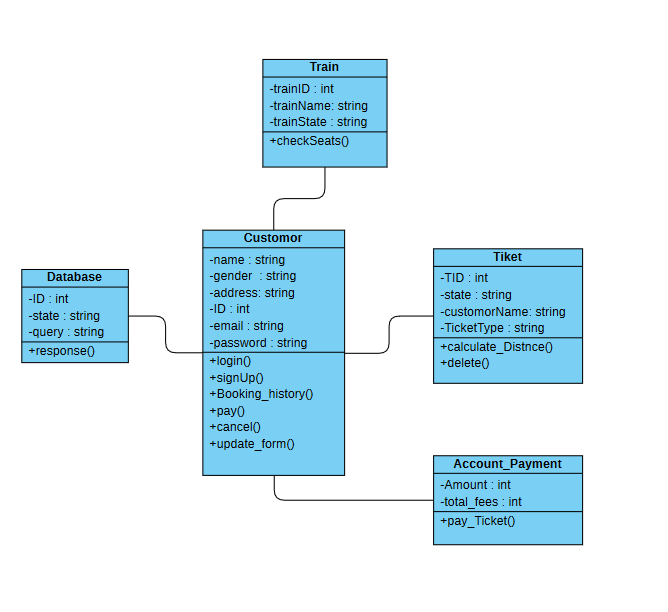 Train
-trainID : int
-trainName: string
-trainState : string
+checkSeats()
Customor
-name : string
-gender  : string
-address: string
-ID : int
-email : string
-password : string
+login()
+signUp()
+Booking_history()
+pay()
+cancel()
+update_form()
Database
-ID : int
-state : string
-query : string
+response()
Tiket
-TID : int
-state : string
-customorName: string
-TicketType : string
+calculate_Distnce()
+delete()
Account_Payment
-Amount : int
-total_fees : int
+pay_Ticket()